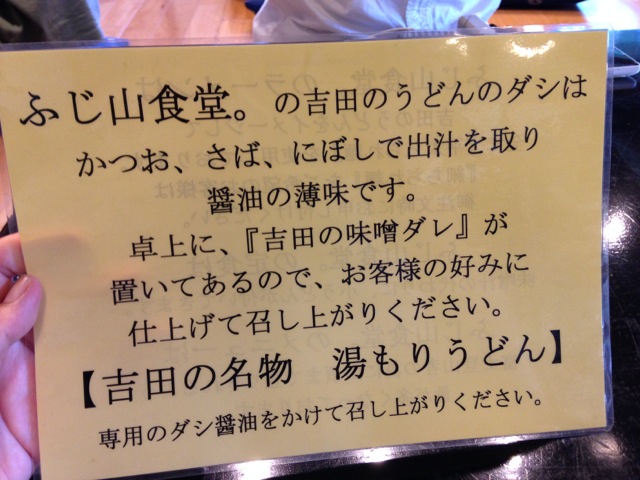 ふじ山食堂。の吉田のうどんのダシは
かつお、さば、にぼしで出汁を取り
醤油の薄味です。
卓上に、『吉田の味噌ダレ』が
置いてあるので、お客様の好みに
仕上げて召し上がりください。
【吉田の名物 湯もりうどん】
専用のダシ醤油をかけて召し上がりください。